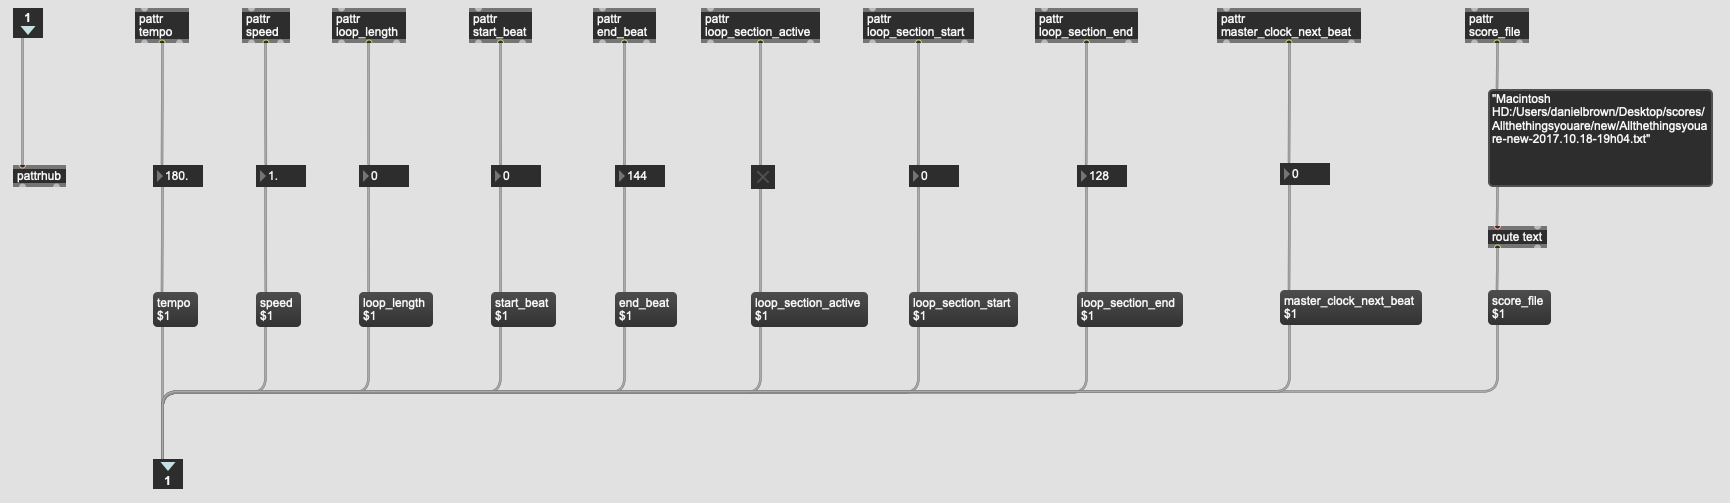 1
pattr
tempo
pattr
speed
pattr
loop_length
pattr
start_beat
pattr
end_beat
pattr
loop_section_active
pattr
loop_section_start
pattr
loop_section_end
pattr
master_clock_next_beat
pattr
score_file
"Macintosh
HD:/Users/danielbrown/Desktop/scores/
Allthethingsyouare/new/Allthethingsyoua
re-new-2017.10.18-19h04.txt"
pattrhub
180.
1.
0
0
144
0
128
0
route text
tempo
$1
speed
$1
loop_length
$1
start_beat
$1
end_beat
$1
loop_section_active
$1
loop_section_start
$1
loop_section_end
$1
master_clock_next_beat
$1
score_file
$1
1